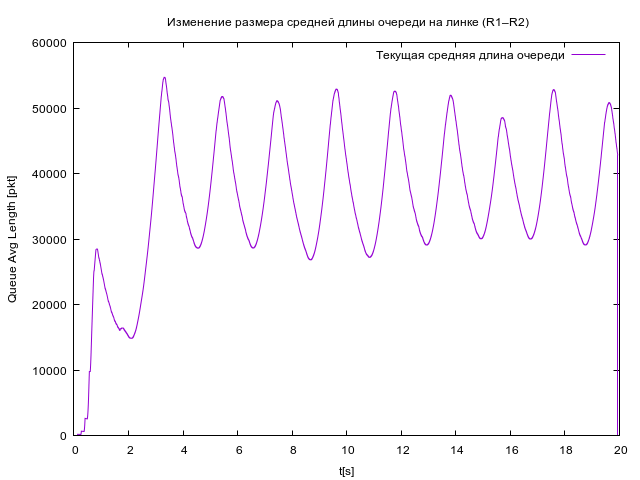 Изменение размера средней длины очереди на линке (R1–R2)
Текущая средняя длина очереди
60000
50000
40000
30000
20000
10000
0
Queue Avg Length [pkt]
0 2 4 6 8 10 12 14 16 18 20
t[s]